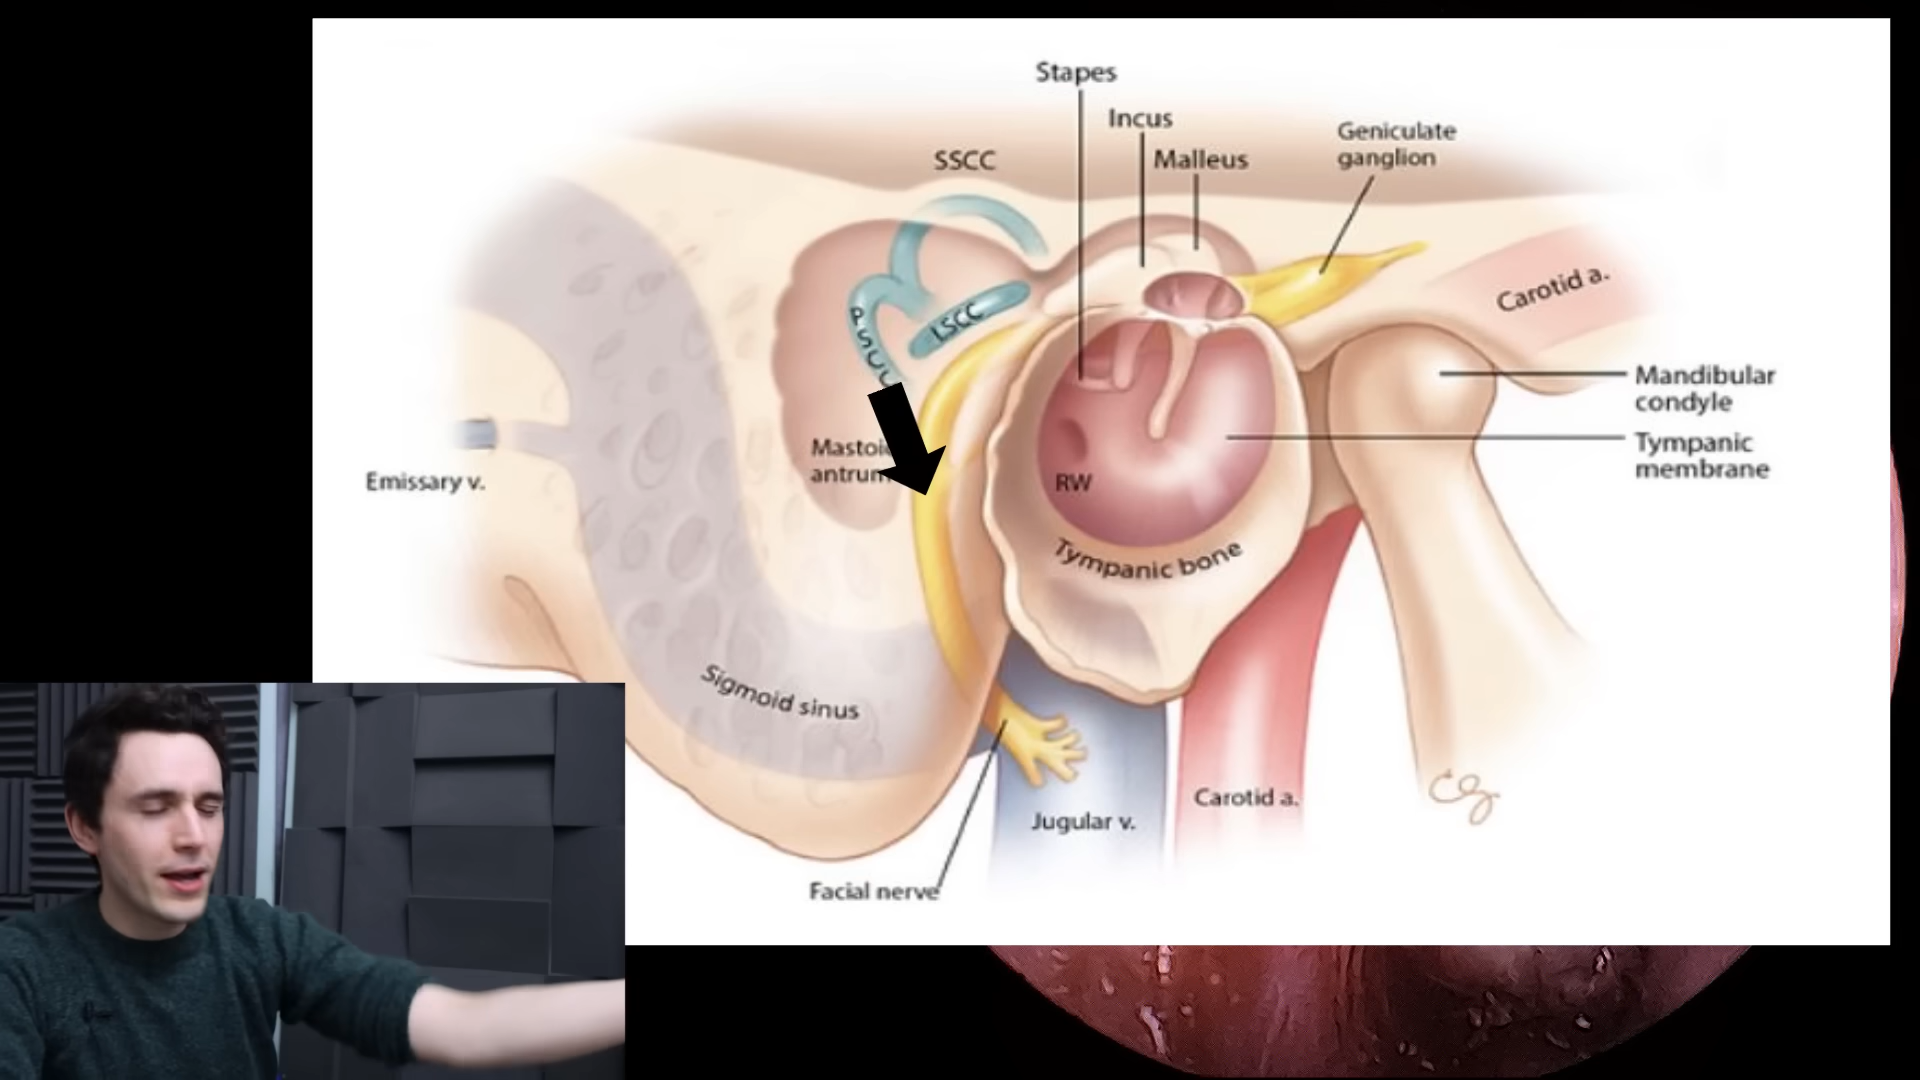 Stapes
Incus
Malleus
SSCC
Geniculate
ganglion
Carotid a.
LSCC
Mandibular
condyle
Tympanic
membrane
Emissary v.
RW
Tympanic bone
Sigmoid sinus
Jugular v.
Carotid a.
Facial nerve